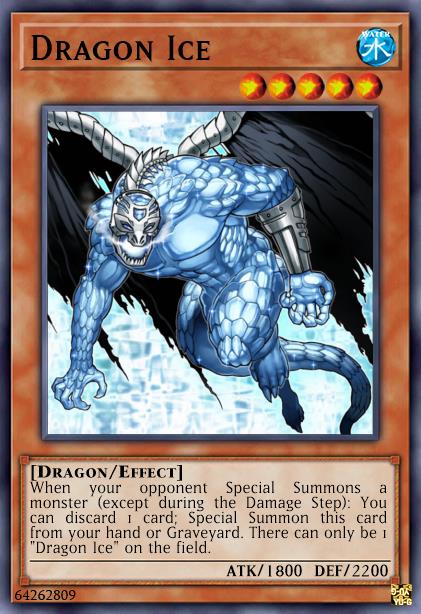 Dragon Ice
WATER
水
[Dragon/Effect]
When your opponent Special Summons a
monster (except during the Damage Step): You
can discard 1 card; Special Summon this card
from your hand or Graveyard. There can only be 1
"Dragon Ice" on the field.
ATK/1800 DEF/2200
64262809